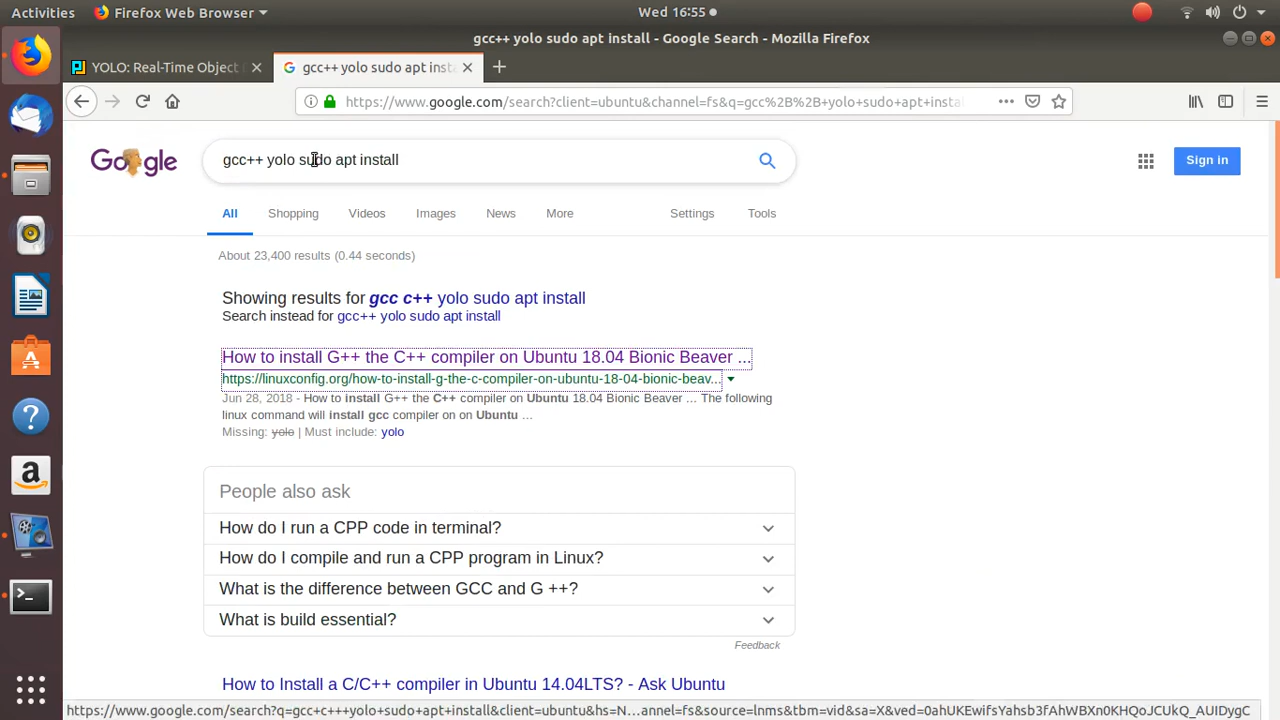 Activities
Firefox Web Browser
Wed 16:55
gcc++ yolo sudo apt install - Google Search - Mozilla Firefox
YOLO: Real-Time Object
gcc++ yolo sudo apt inst
https://www.google.com/search?client=ubuntu&channel=fs&q=gcc%2B%2B+yolo+sudo+apt+instal
Google
gcc++ yolo sudo apt install
Sign in
All
Shopping
Videos
Images
News
More
Settings
Tools
About 23,400 results (0.44 seconds)
Showing results for gcc c++ yolo sudo apt install
Search instead for gcc++ yolo sudo apt install
How to install G++ the C++ compiler on Ubuntu 18.04 Bionic Beaver ...
https://linuxconfig.org/how-to-install-g-the-c-compiler-on-ubuntu-18-04-bionic-beav...
Jun 28, 2018 - How to install G++ the C++ compiler on Ubuntu 18.04 Bionic Beaver ... The following
linux command will install gcc compiler on on Ubuntu ...
Missing: yolo | Must include: yolo
People also ask
How do I run a CPP code in terminal?
How do I compile and run a CPP program in Linux?
What is the difference between GCC and G ++?
What is build essential?
Feedback
How to Install a C/C++ compiler in Ubuntu 14.04LTS? - Ask Ubuntu
https://www.google.com/search?q=gcc+c+++yolo+sudo+apt+install&client=ubuntu&hs=N...annel=fs&source=lnms&tbm=vid&sa=X&ved=0ahUKEwifsYahsb3fAhWBXn0KHQoJCUkQ_AUIDygC